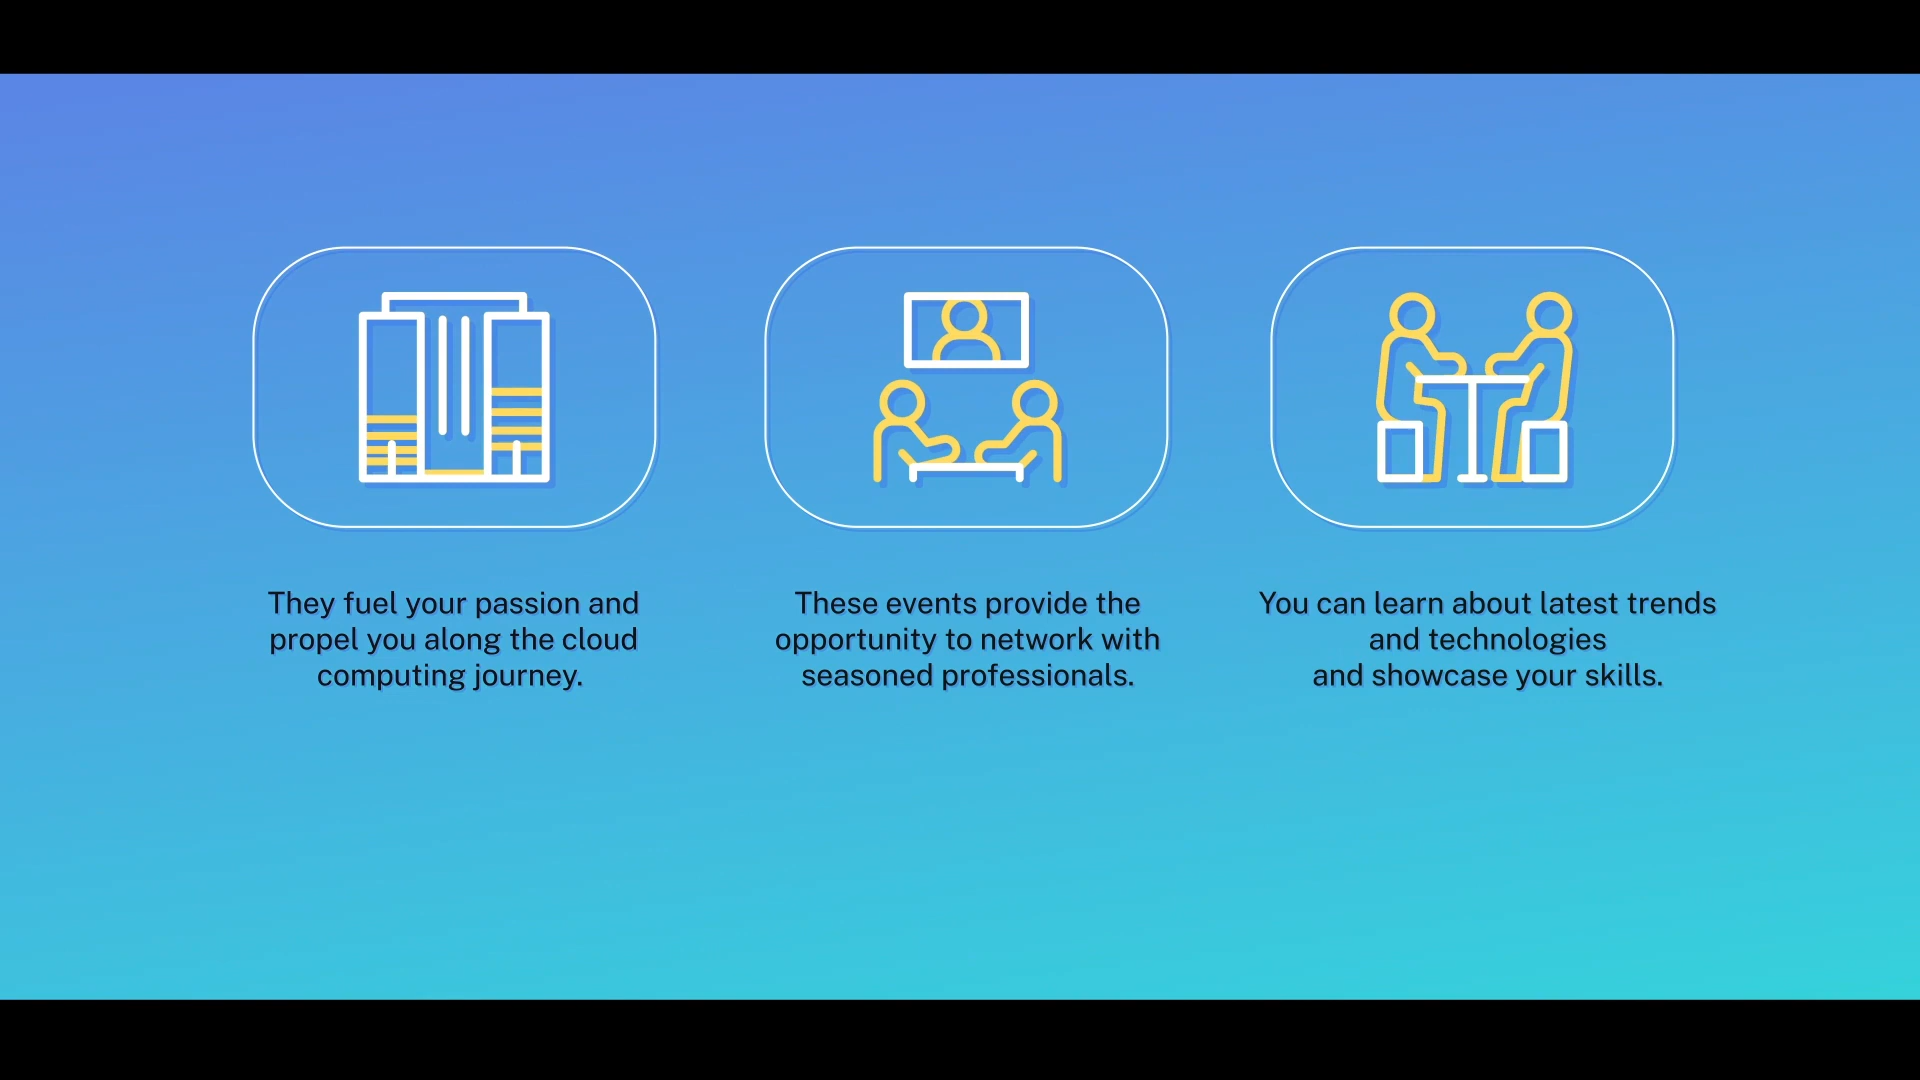 They fuel your passion and
propel you along the cloud
computing journey.
These events provide the
opportunity to network with
seasoned professionals.
You can learn about latest trends
and technologies
and showcase your skills.